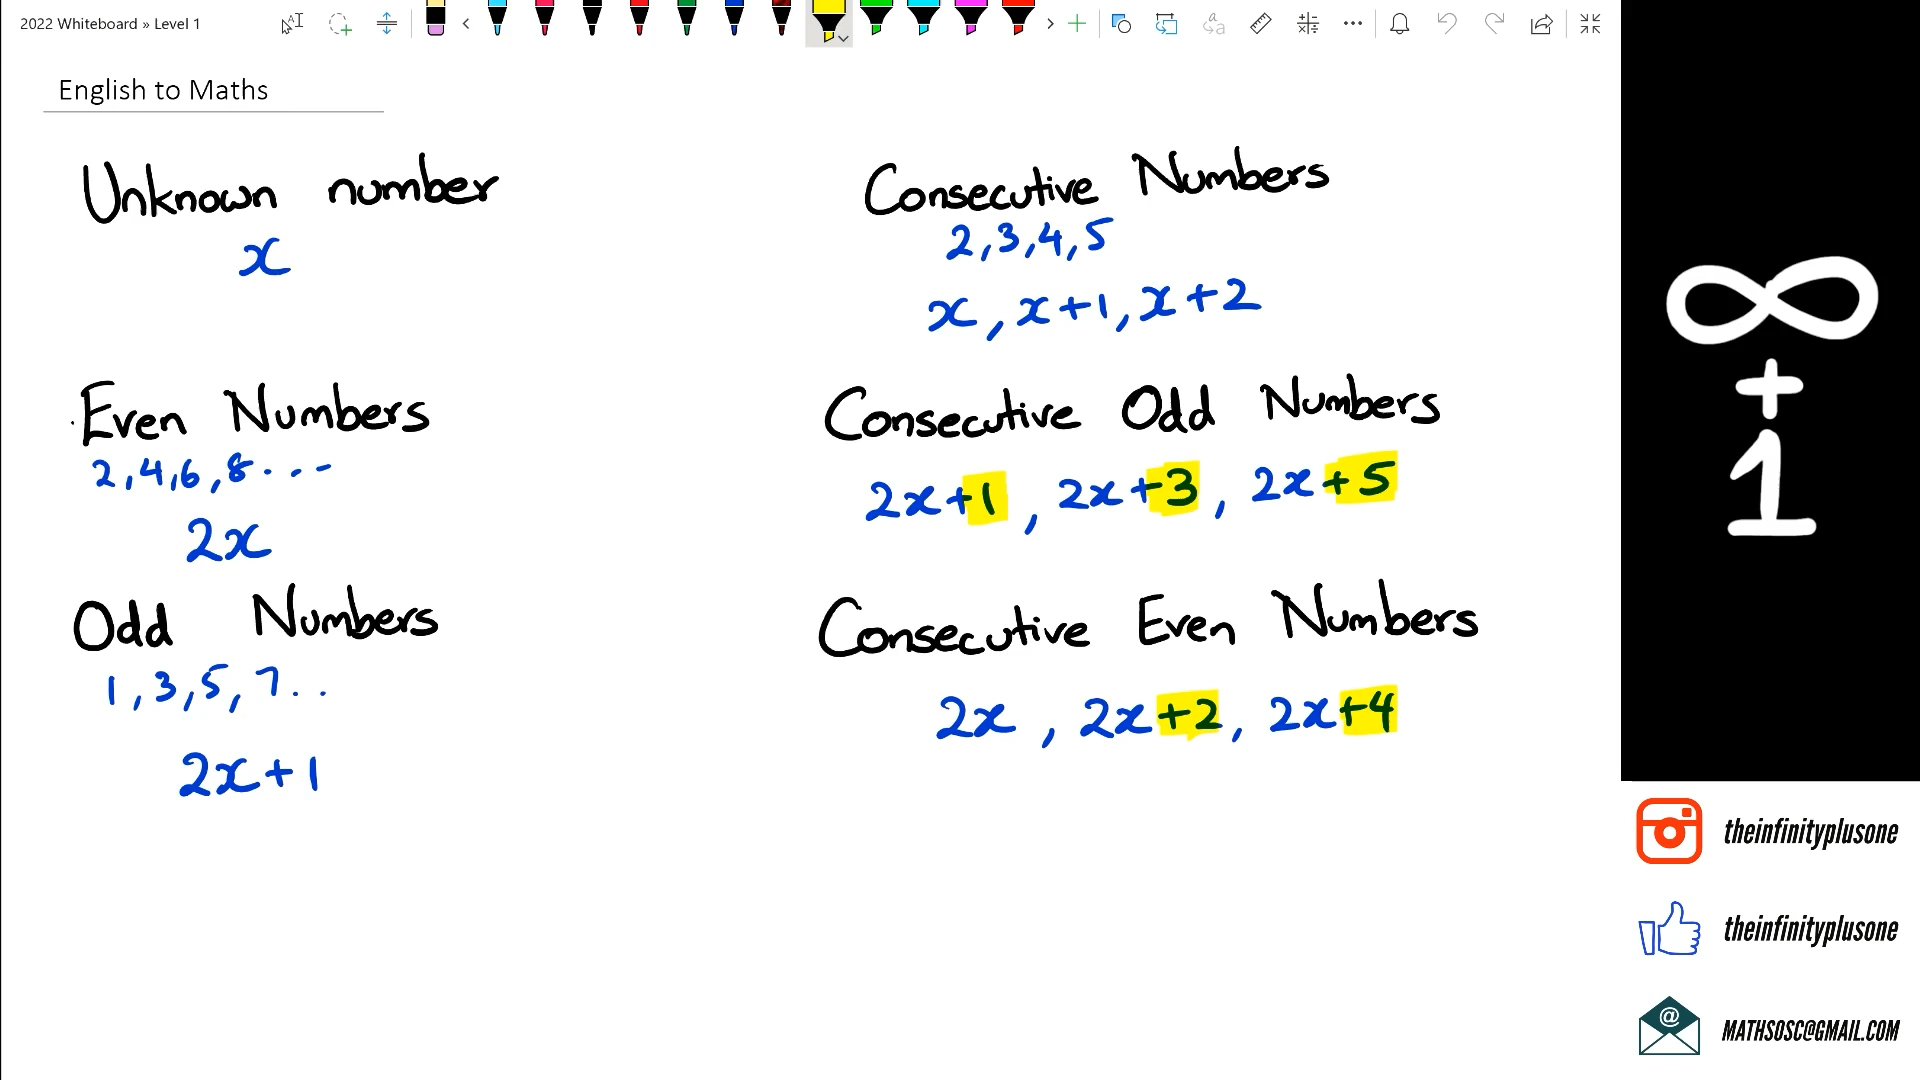 2022 Whiteboard » Level 1
English to Maths
Unknown number
x
Even Numbers
2,4,6,8...
2x
Odd Numbers
1,3,5,7..
2x+1
Consecutive Numbers
2,3,4,5
x, x+1, x+2
Consecutive Odd Numbers
2x+1, 2x+3, 2x+5
Consecutive Even Numbers
2x, 2x+2, 2x+4
∞
+
1
theinfinityplusone
theinfinityplusone
MATHSOSC@GMAIL.COM